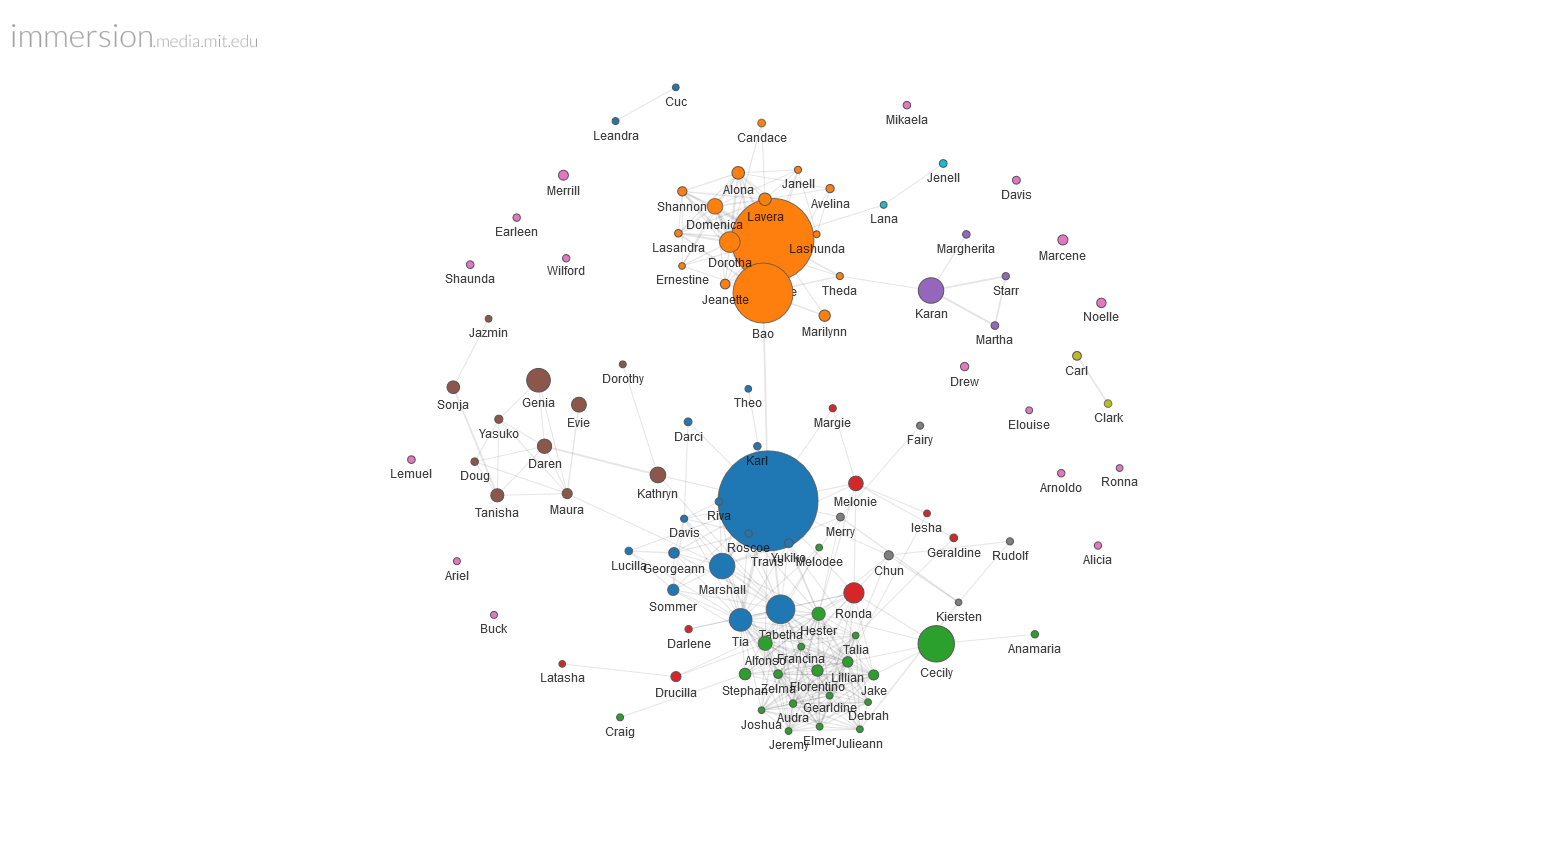 immersion.media.mit.edu
Cuc
Mikaela
Leandra
Candace
Jenell
Janell
Merrill
Alona
Davis
Avelina
Shannon
Lavera
Lana
Domenica
Earleen
Lasandra
Lashunda
Margherita
Marcene
Dorotha
Wilford
Shaunda
Ernestine
Theda
Starr
Jeanette
e
Karan
Noelle
Jazmin
Bao
Marilynn
Martha
Carl
Dorothy
Drew
Sonja
Genia
Theo
Clark
Evie
Margie
Elouise
Yasuko
Darci
Fairy
Karl
Daren
Lemuel
Doug
Arnoldo
Ronna
Kathryn
Melonie
Tanisha
Maura
Riva
Iesha
Davis
Merry
Roscoe
Geraldine
Rudolf
Yukiko
Travis
Melodee
Alicia
Lucilla
Georgeann
Chun
Ariel
Marshall
Sommer
Ronda
Kiersten
Buck
Hester
Tabetha
Darlene
Tia
Talia
Anamaria
Francina
Alfonso
Cecily
Latasha
Lillian
Drucilla
Stephan
Zelma
Florentino
Jake
Gearldine
Debrah
Audra
Joshua
Craig
Elmer
Jeremy
Julieann